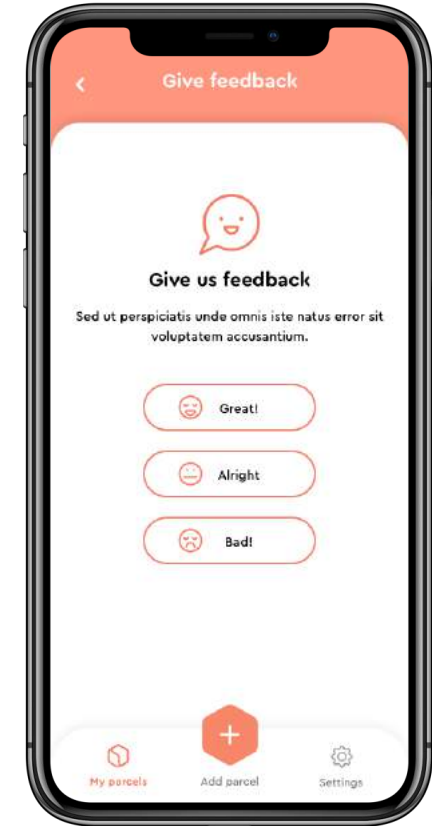 Give feedback
Give us feedback
Sed ut perspiciatis unde omnis iste natus error sit
voluptatem accusantium.
Great!
Alright
Bad!
My parcels
Add parcel
Settings